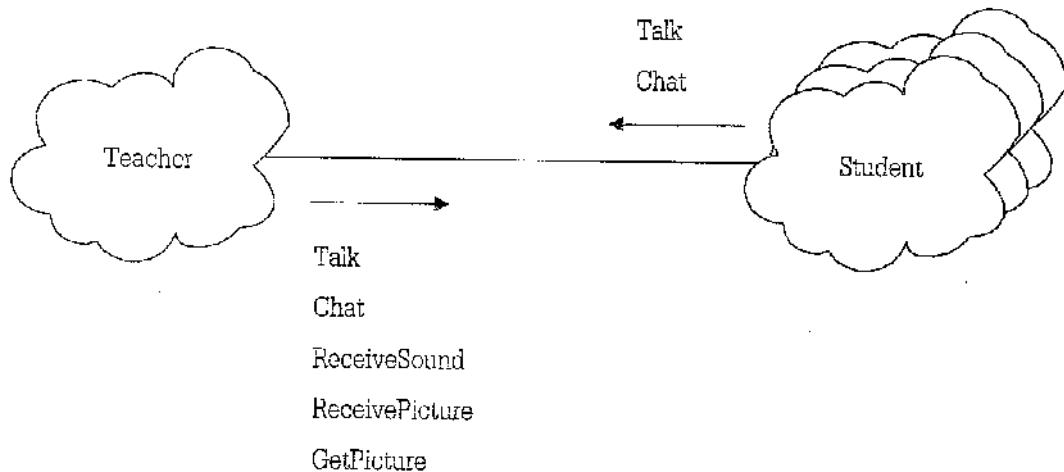 Talk
Chat
Teacher
Student
Talk
Chat
ReceiveSound
ReceivePicture
GetPicture